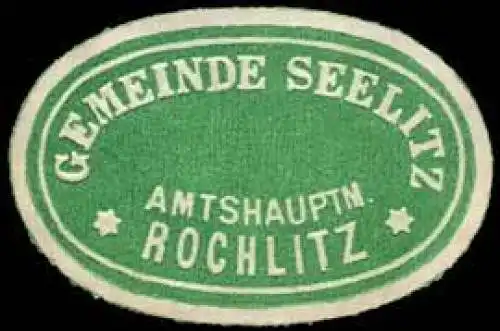 GEMEINDE SEELITZ
AMTSHAUPTM.
ROCHLITZ